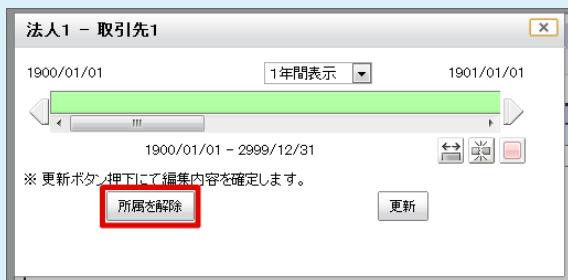 法人1 - 取引先1
1900/01/01 1年間表示 1901/01/01
1900/01/01 - 2999/12/31
※ 更新ボタン押下にて編集内容を確定します。
所属を解除 更新